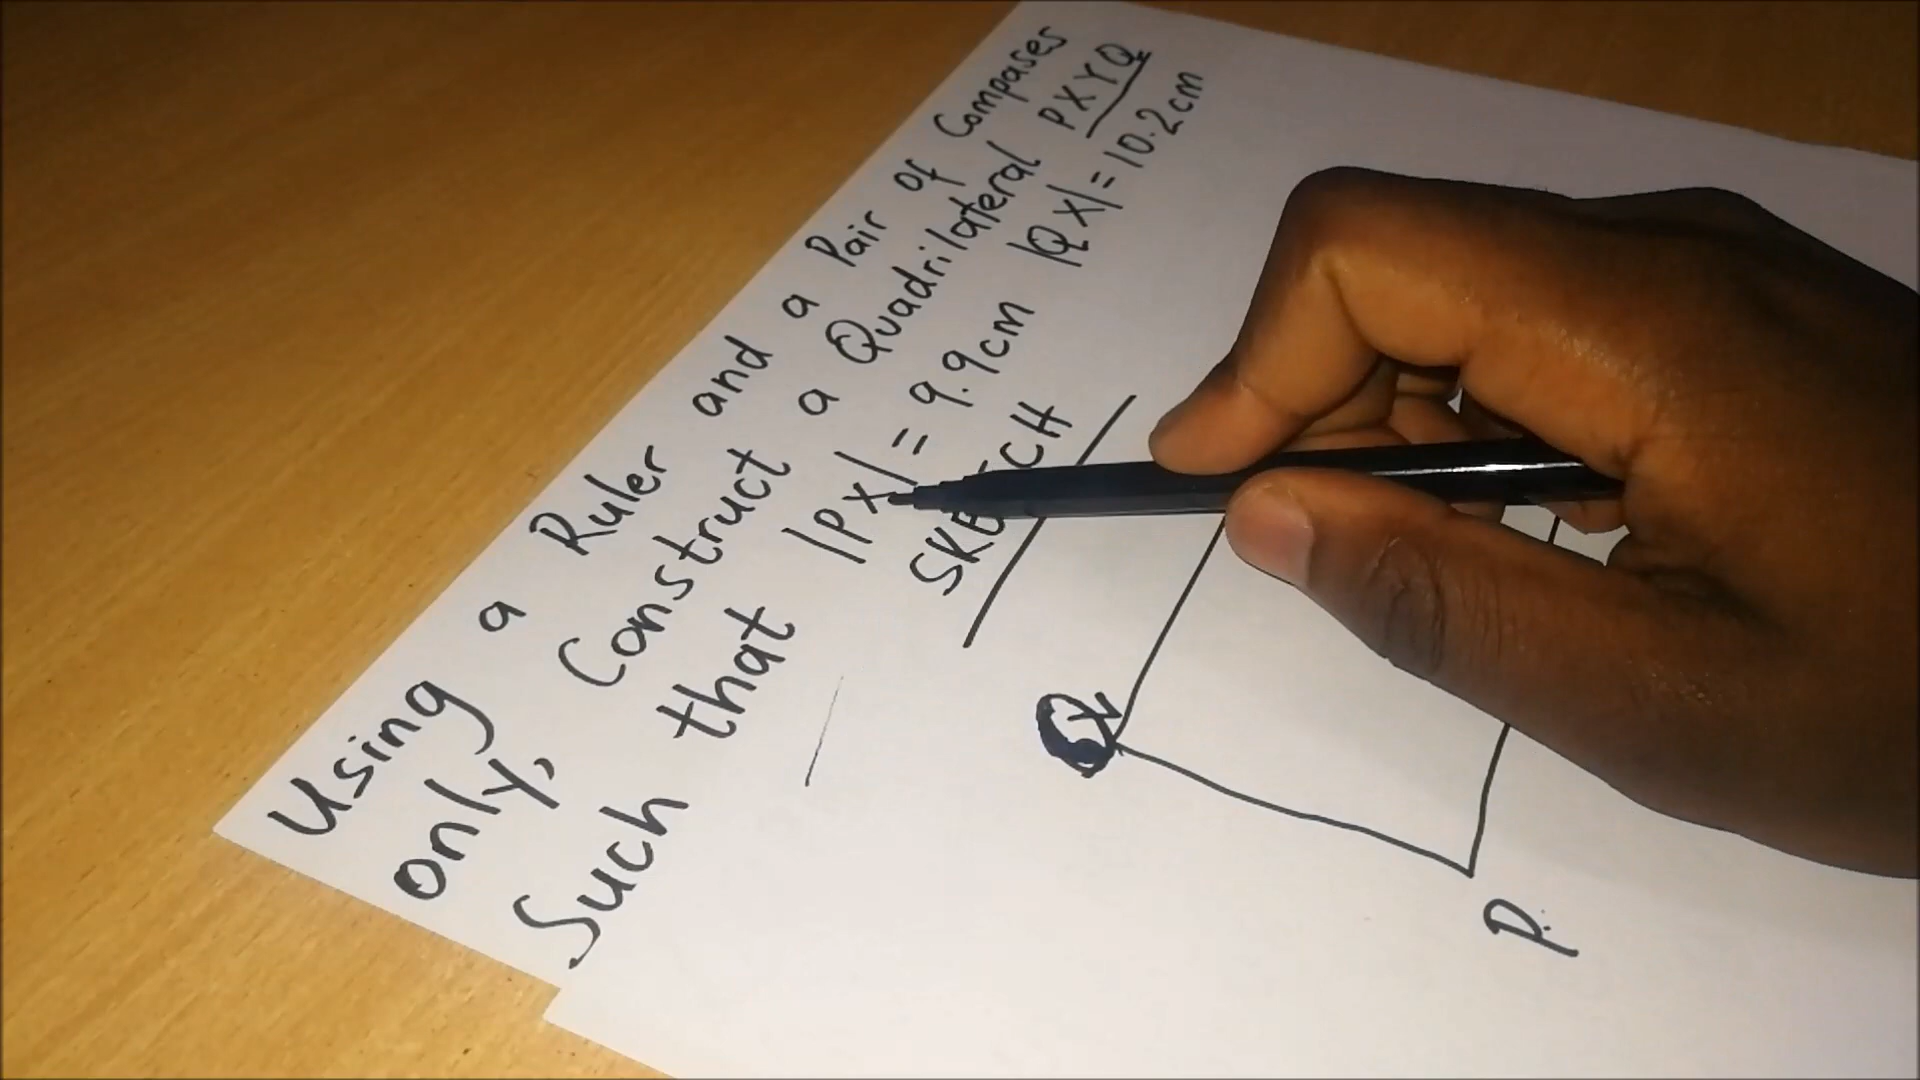 Using a Ruler and a Pair of Compases
only, Construct a Quadrilateral PXYQ
Such that |PX| = 9.9cm |QX| = 10.2cm
SKETCH
Q
P.